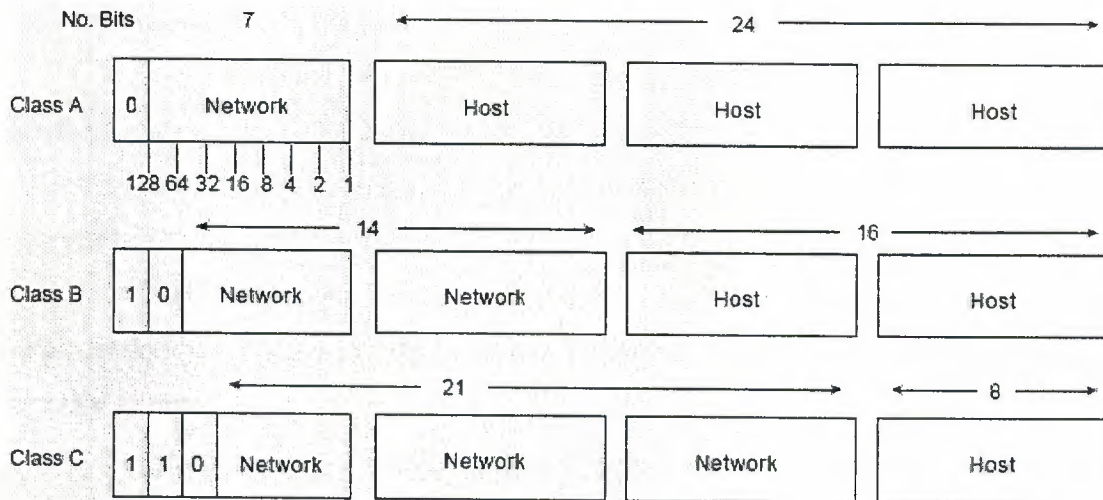 No. Bits 7 24
Class A 0 Network Host Host Host
128 64 32 16 8 4 2 1
14 16
Class B 1 0 Network Network Host Host
21 8
Class C 1 1 0 Network Network Network Host